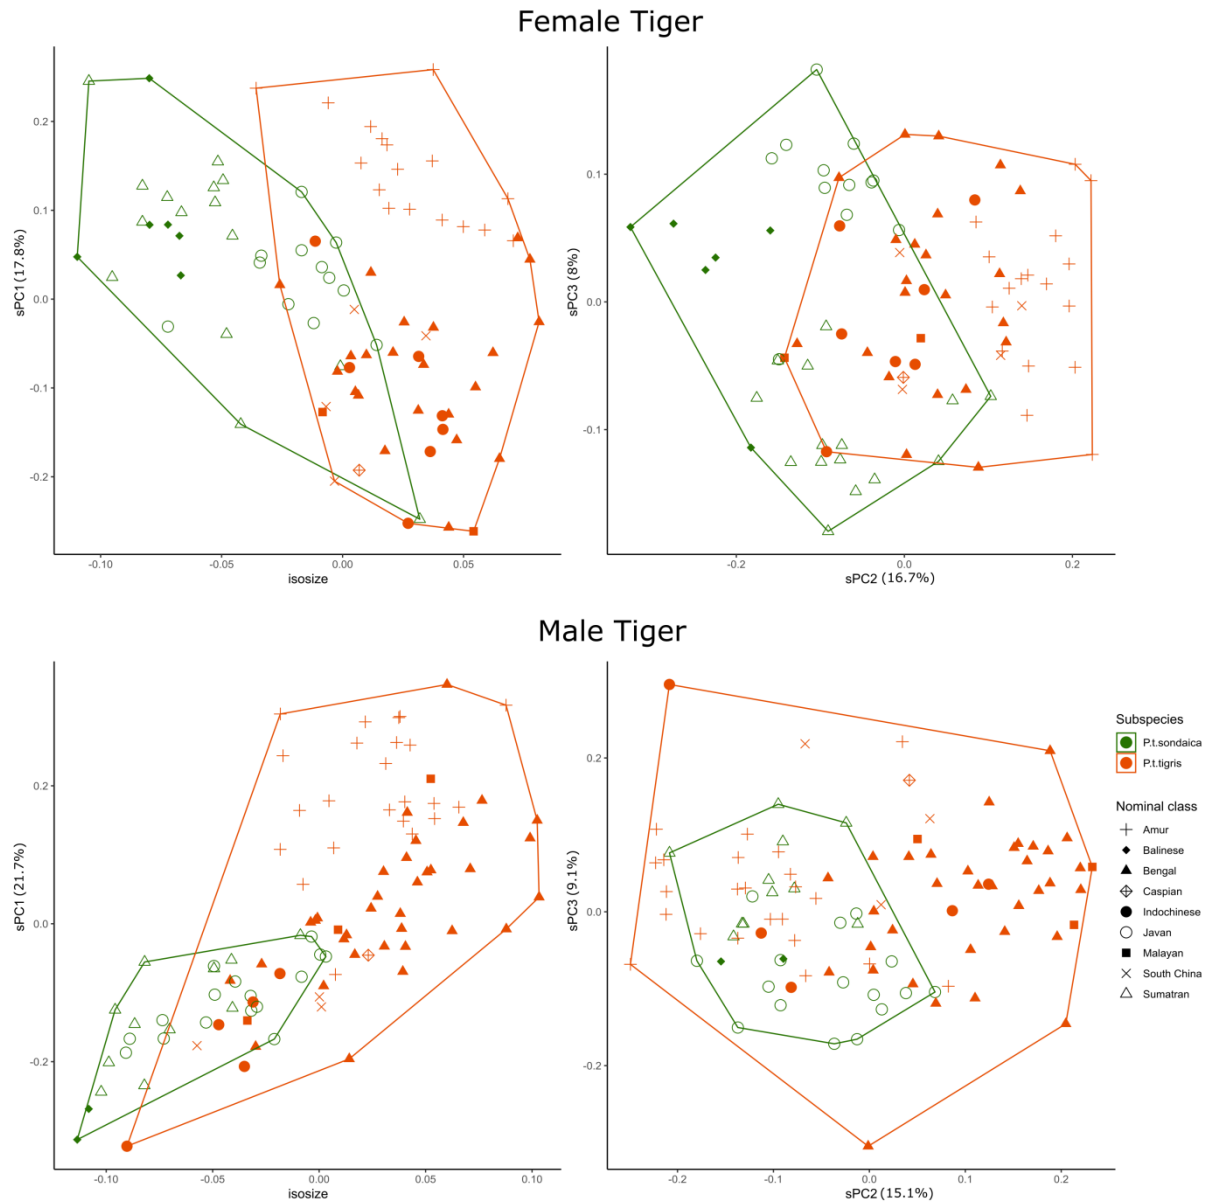 Female Tiger
0.2
0.1
0.0
-0.1
-0.2
sPC1 (17.8%)
-0.10
-0.05
0.00
0.05
isosize
0.1
0.0
-0.1
sPC3 (8%)
-0.2
0.0
0.2
sPC2 (16.7%)
Male Tiger
0.2
0.0
-0.2
sPC1 (21.7%)
-0.10
-0.05
0.00
0.05
0.10
isosize
0.2
0.0
-0.2
sPC3 (9.1%)
-0.2
-0.1
0.0
0.1
0.2
sPC2 (15.1%)
Subspecies
P.t.sondaica
P.t.tigris
Nominal class
Amur
Balinese
Bengal
Caspian
Indochinese
Javan
Malayan
South China
Sumatran